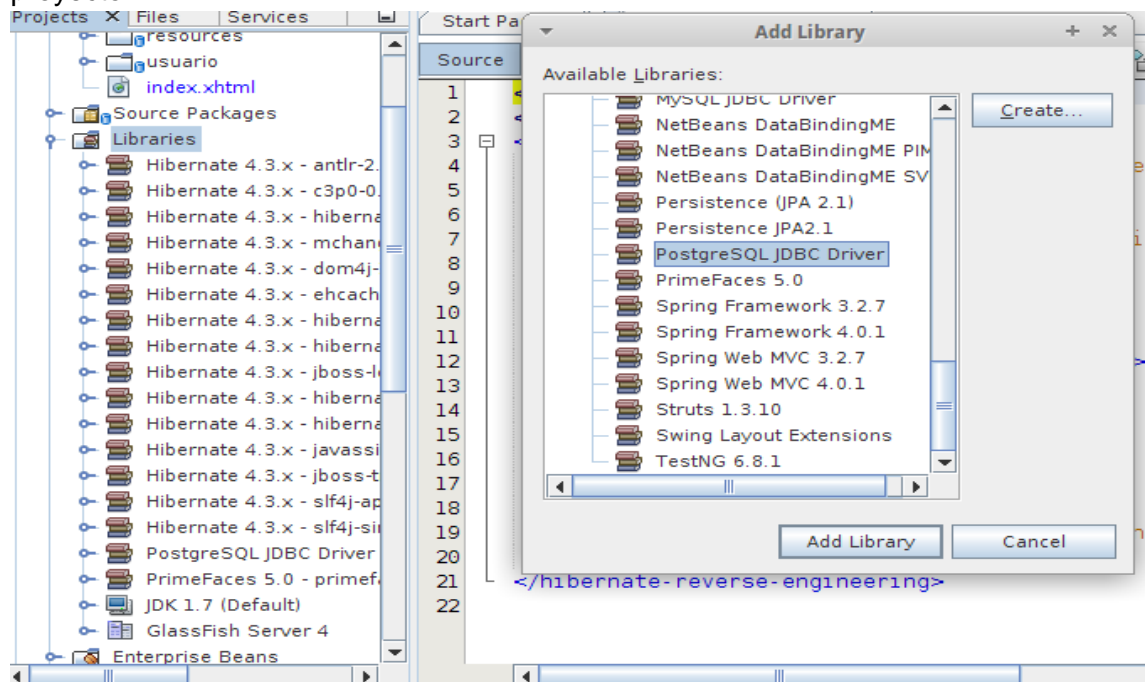 Projects Files Services
resources
usuario
index.xhtml
Source Packages
Libraries
Hibernate 4.3.x - antlr-2.
Hibernate 4.3.x - c3p0-0.
Hibernate 4.3.x - hiberna
Hibernate 4.3.x - mchan
Hibernate 4.3.x - dom4j-
Hibernate 4.3.x - ehcach
Hibernate 4.3.x - hiberna
Hibernate 4.3.x - hiberna
Hibernate 4.3.x - jboss-l
Hibernate 4.3.x - hiberna
Hibernate 4.3.x - hiberna
Hibernate 4.3.x - javassi
Hibernate 4.3.x - jboss-t
Hibernate 4.3.x - slf4j-ap
Hibernate 4.3.x - slf4j-si
PostgreSQL JDBC Driver
PrimeFaces 5.0 - primef
JDK 1.7 (Default)
GlassFish Server 4
Enterprise Beans
Start Pa
Source
1
2
3
4
5
6
7
8
9
10
11
12
13
14
15
16
17
18
19
20
21 </hibernate-reverse-engineering>
22
Add Library
Available Libraries:
MySQL JDBC Driver
NetBeans DataBindingME
NetBeans DataBindingME PIM
NetBeans DataBindingME SV
Persistence (JPA 2.1)
Persistence JPA2.1
PostgreSQL JDBC Driver
PrimeFaces 5.0
Spring Framework 3.2.7
Spring Framework 4.0.1
Spring Web MVC 3.2.7
Spring Web MVC 4.0.1
Struts 1.3.10
Swing Layout Extensions
TestNG 6.8.1
Create...
Add Library Cancel